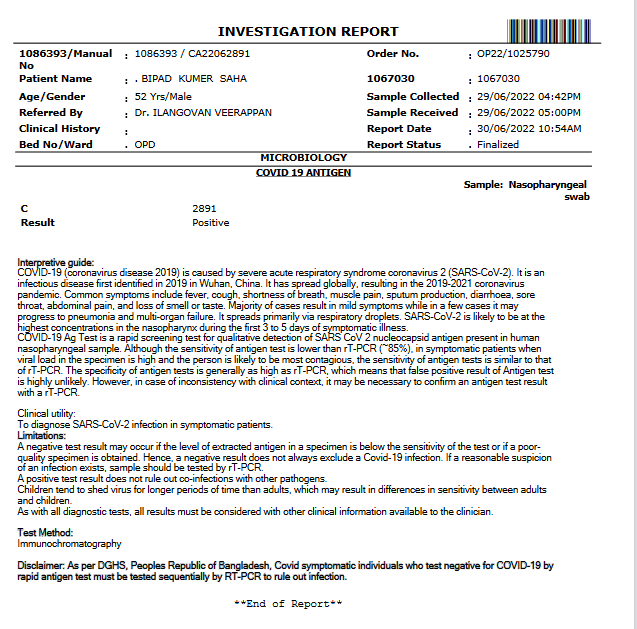 INVESTIGATION REPORT
1086393/Manual No : 1086393 / CA22062891 Order No. : OP22/1025790
Patient Name : . BIPAD KUMER SAHA 1067030 : 1067030
Age/Gender : 52 Yrs/Male Sample Collected : 29/06/2022 04:42PM
Referred By : Dr. ILANGOVAN VEERAPPAN Sample Received : 29/06/2022 05:00PM
Clinical History : Report Date : 30/06/2022 10:54AM
Bed No/Ward . OPD Report Status . Finalized
MICROBIOLOGY
COVID 19 ANTIGEN
Sample: Nasopharyngeal
swab
C 2891
Result Positive
Interpretive guide:
COVID-19 (coronavirus disease 2019) is caused by severe acute respiratory syndrome coronavirus 2 (SARS-CoV-2). It is an
infectious disease first identified in 2019 in Wuhan, China. It has spread globally, resulting in the 2019-2021 coronavirus
pandemic. Common symptoms include fever, cough, shortness of breath, muscle pain, sputum production, diarrhoea, sore
throat, abdominal pain, and loss of smell or taste. Majority of cases result in mild symptoms while in a few cases it may
progress to pneumonia and multi-organ failure. It spreads primarily via respiratory droplets. SARS-CoV-2 is likely to be at the
highest concentrations in the nasopharynx during the first 3 to 5 days of symptomatic illness.
COVID-19 Ag Test is a rapid screening test for qualitative detection of SARS CoV 2 nucleocapsid antigen present in human
nasopharyngeal sample. Although the sensitivity of antigen test is lower than rT-PCR (~85%), in symptomatic patients when
viral load in the specimen is high and the person is likely to be most contagious, the sensitivity of antigen tests is similar to that
of rT-PCR. The specificity of antigen tests is generally as high as rT-PCR, which means that false positive result of Antigen test
is highly unlikely. However, in case of inconsistency with clinical context, it may be necessary to confirm an antigen test result
with a rT-PCR.
Clinical utility:
To diagnose SARS-CoV-2 infection in symptomatic patients.
Limitations:
A negative test result may occur if the level of extracted antigen in a specimen is below the sensitivity of the test or if a poor-
quality specimen is obtained. Hence, a negative result does not always exclude a Covid-19 infection. If a reasonable suspicion
of an infection exists, sample should be tested by rT-PCR.
A positive test result does not rule out co-infections with other pathogens.
Children tend to shed virus for longer periods of time than adults, which may result in differences in sensitivity between adults
and children.
As with all diagnostic tests, all results must be considered with other clinical information available to the clinician.
Test Method:
Immunochromatography
Disclaimer: As per DGHS, Peoples Republic of Bangladesh, Covid symptomatic individuals who test negative for COVID-19 by
rapid antigen test must be tested sequentially by RT-PCR to rule out infection.
**End of Report**